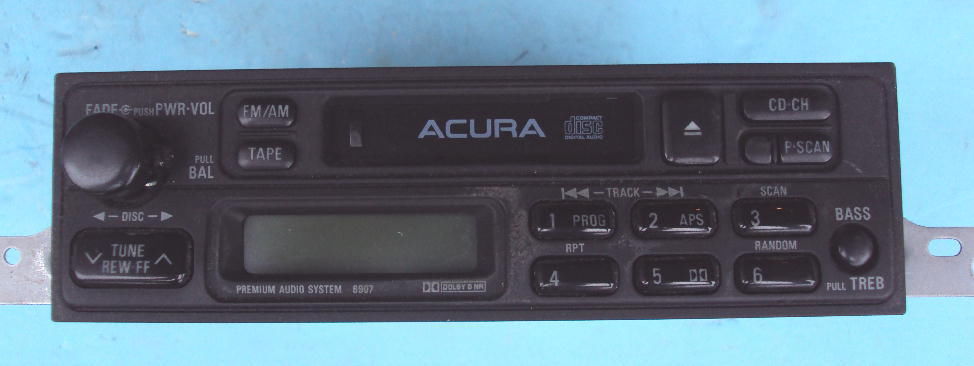 FADE PUSH PWR·VOL
PULL
BAL
FM/AM
TAPE
ACURA
COMPACT
disc
DIGITAL AUDIO
CD·CH
P·SCAN
DISC
TUNE
REW·FF
PREMIUM AUDIO SYSTEM 6907
DOLBY B NR
TRACK
SCAN
1 PROG
2 APS
3
RPT
RANDOM
4
5
6
BASS
PULL TREB